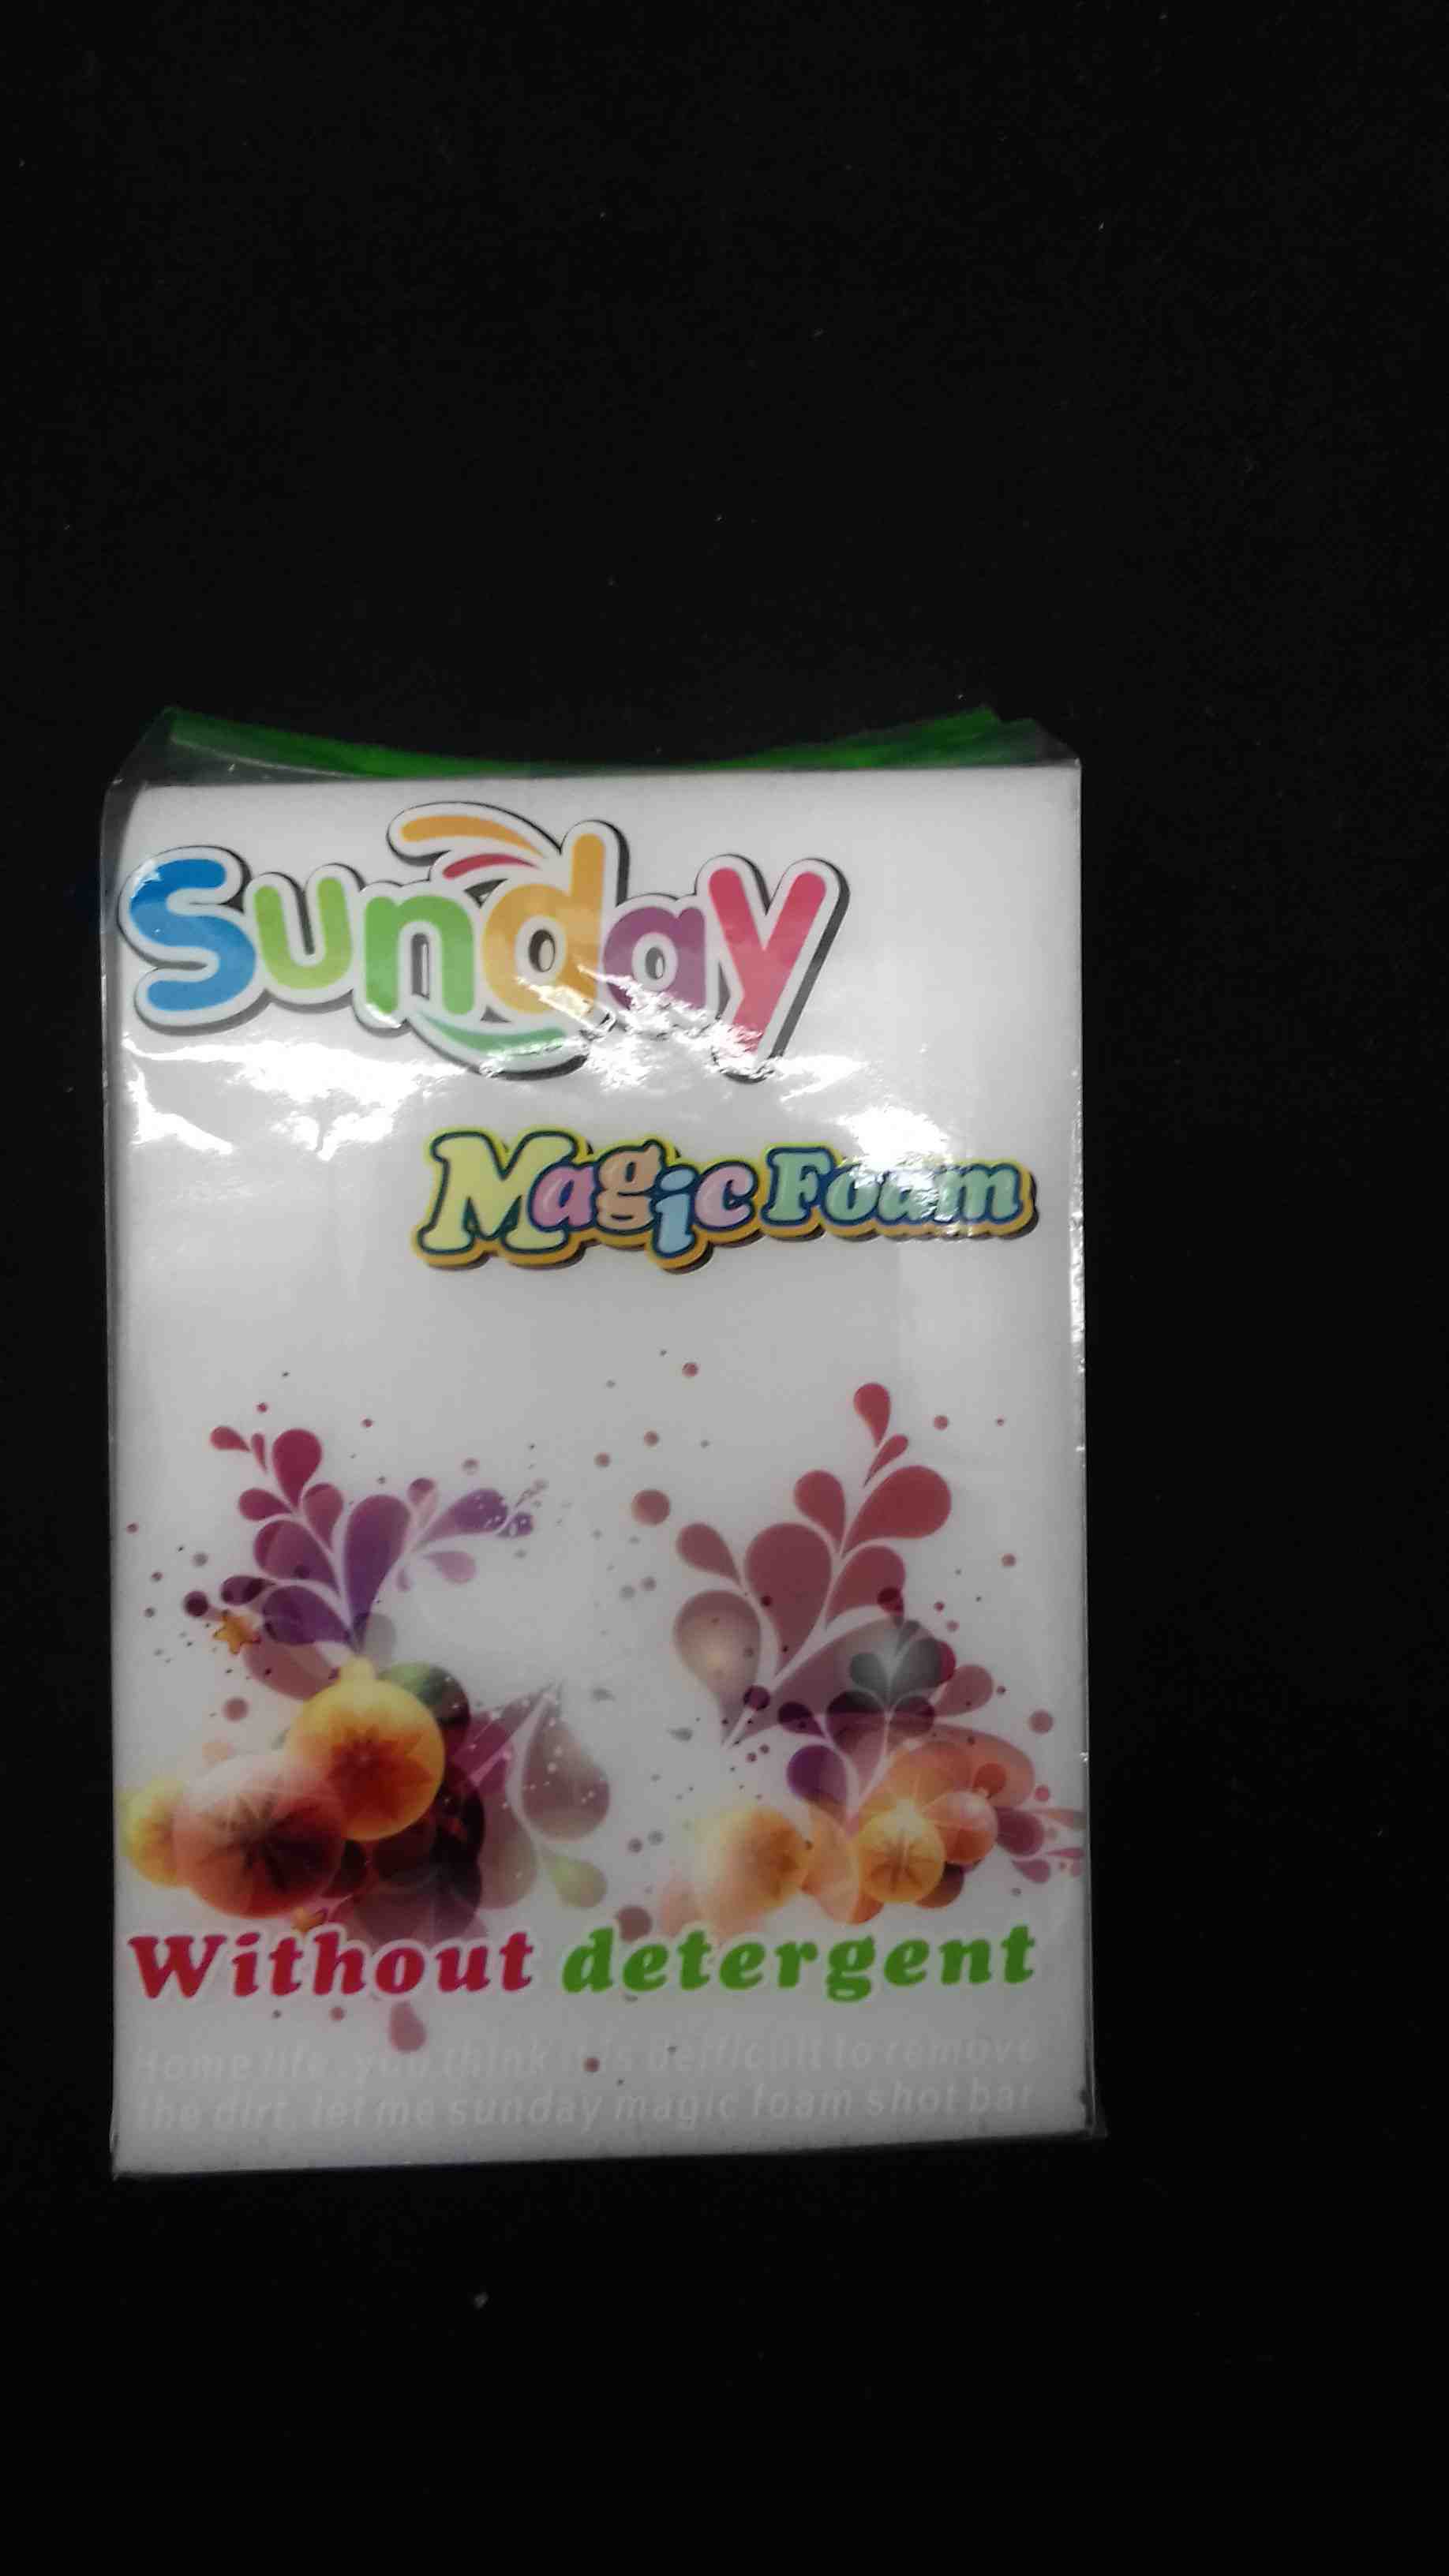 Sunday
Magic Foam
Without detergent
Home life, you think it is deifficult to remove
the dirt, let me sunday magic foam shot bar